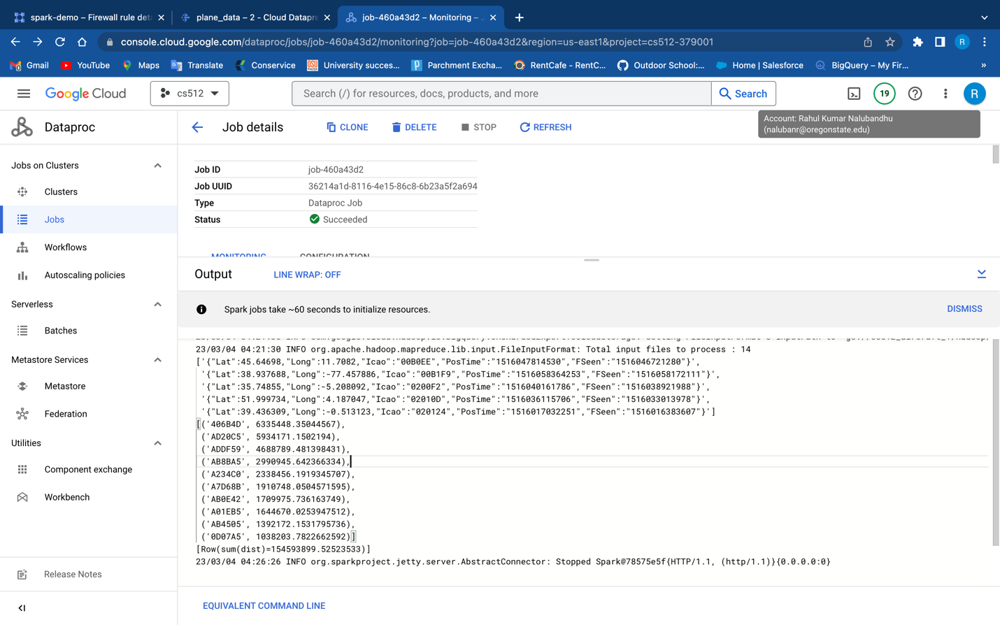 spark-demo – Firewall rule deta
plane_data – 2 - Cloud Datapro
job-460a43d2 – Monitoring –
console.cloud.google.com/dataproc/jobs/job-460a43d2/monitoring?job=job-460a43d2&region=us-east1&project=cs512-379001
R
Gmail
YouTube
Maps
Translate
Conservice
OSU
University succes...
Parchment Excha...
RentCafe - RentC...
Outdoor School:...
Home | Salesforce
BigQuery – My Fir...
»
Google Cloud
cs512
Search (/) for resources, docs, products, and more
Search
19
R
Account: Rahul Kumar Nalubandhu
(nalubanr@oregonstate.edu)
Dataproc
Job details
CLONE
DELETE
STOP
REFRESH
Jobs on Clusters
Clusters
Jobs
Workflows
Autoscaling policies
Serverless
Batches
Metastore Services
Metastore
Federation
Utilities
Component exchange
Workbench
Release Notes
Job ID job-460a43d2
Job UUID 36214a1d-8116-4e15-86c8-6b23a5f2a694
Type Dataproc Job
Status Succeeded
MONITORING CONFIGURATION
Output
LINE WRAP: OFF
Spark jobs take ~60 seconds to initialize resources.
DISMISS
23/03/04 04:21:30 INFO org.apache.hadoop.mapreduce.lib.input.FileInputFormat: Total input files to process : 14
['{"Lat":45.64698,"Long":11.7082,"Icao":"00B0EE","PosTime":"1516047814530","FSeen":"1516046721280"}',
'{"Lat":38.937688,"Long":-77.457886,"Icao":"00B1F9","PosTime":"1516058364253","FSeen":"1516058172111"}',
'{"Lat":35.74855,"Long":-5.208092,"Icao":"0200F2","PosTime":"1516040161786","FSeen":"1516038921988"}',
'{"Lat":51.999734,"Long":4.187047,"Icao":"02010D","PosTime":"1516036115706","FSeen":"1516033013978"}',
'{"Lat":39.436309,"Long":-0.513123,"Icao":"020124","PosTime":"1516017032251","FSeen":"1516016383607"}']
[('406B4D', 6335448.35044567),
('AD20C5', 5934171.1502194),
('ADDF59', 4688789.481398431),
('AB8BA5', 2990945.642366334),
('A234C0', 2338456.1919345707),
('A7D68B', 1910748.0504571595),
('AB0E42', 1709975.736163749),
('A01EB5', 1644670.0253947512),
('AB4505', 1392172.1531795736),
('0D07A5', 1038203.7822662592)]
[Row(sum(dist)=154593899.52523533)]
23/03/04 04:26:26 INFO org.sparkproject.jetty.server.AbstractConnector: Stopped Spark@78575e5f{HTTP/1.1, (http/1.1)}{0.0.0.0:0}
EQUIVALENT COMMAND LINE